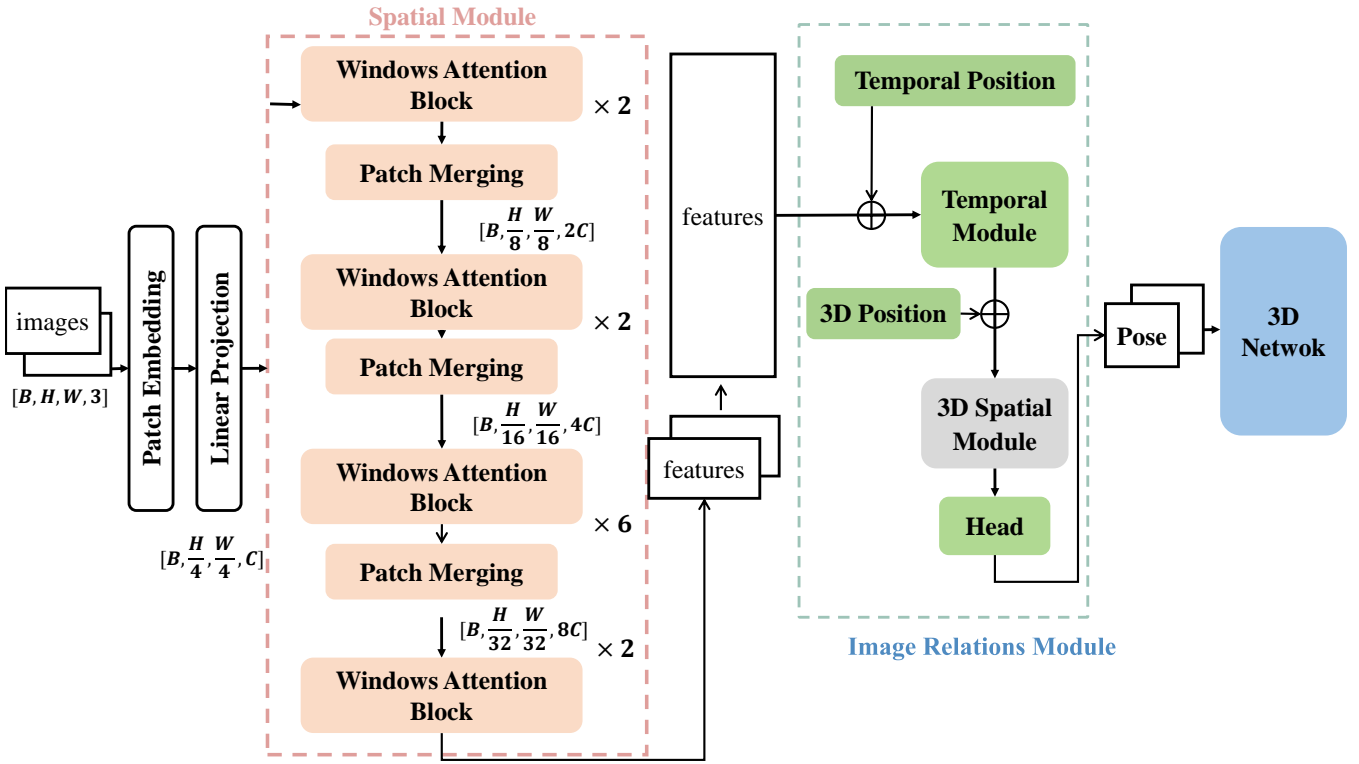 Spatial Module
Windows Attention
Block
× 2
Patch Merging
[B, H/8, W/8, 2C]
Windows Attention
Block
× 2
Patch Merging
[B, H/16, W/16, 4C]
Windows Attention
Block
× 6
Patch Merging
[B, H/32, W/32, 8C]
× 2
Windows Attention
Block
images
[B, H, W, 3]
Patch Embedding
Linear Projection
[B, H/4, W/4, C]
features
features
Temporal Position
Temporal
Module
3D Position
3D Spatial
Module
Head
Image Relations Module
Pose
3D
Netwok